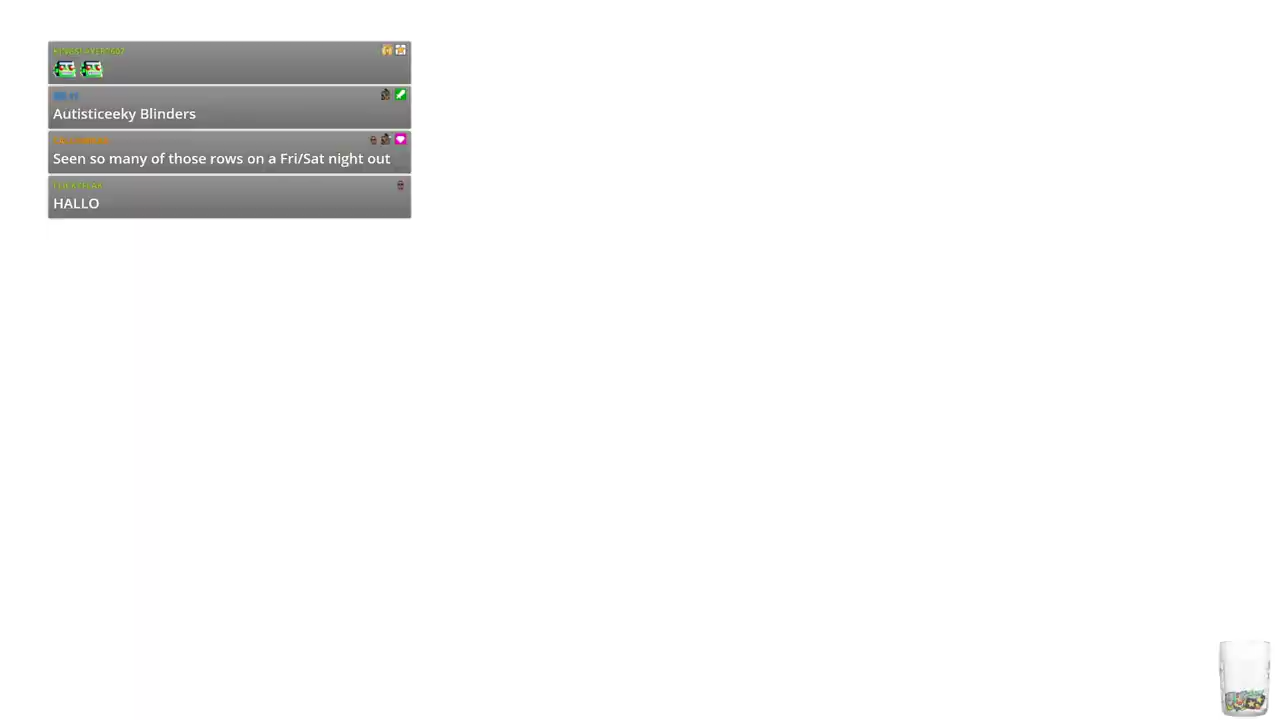 Autisticeeky Blinders
Seen so many of those rows on a Fri/Sat night out
HALLO